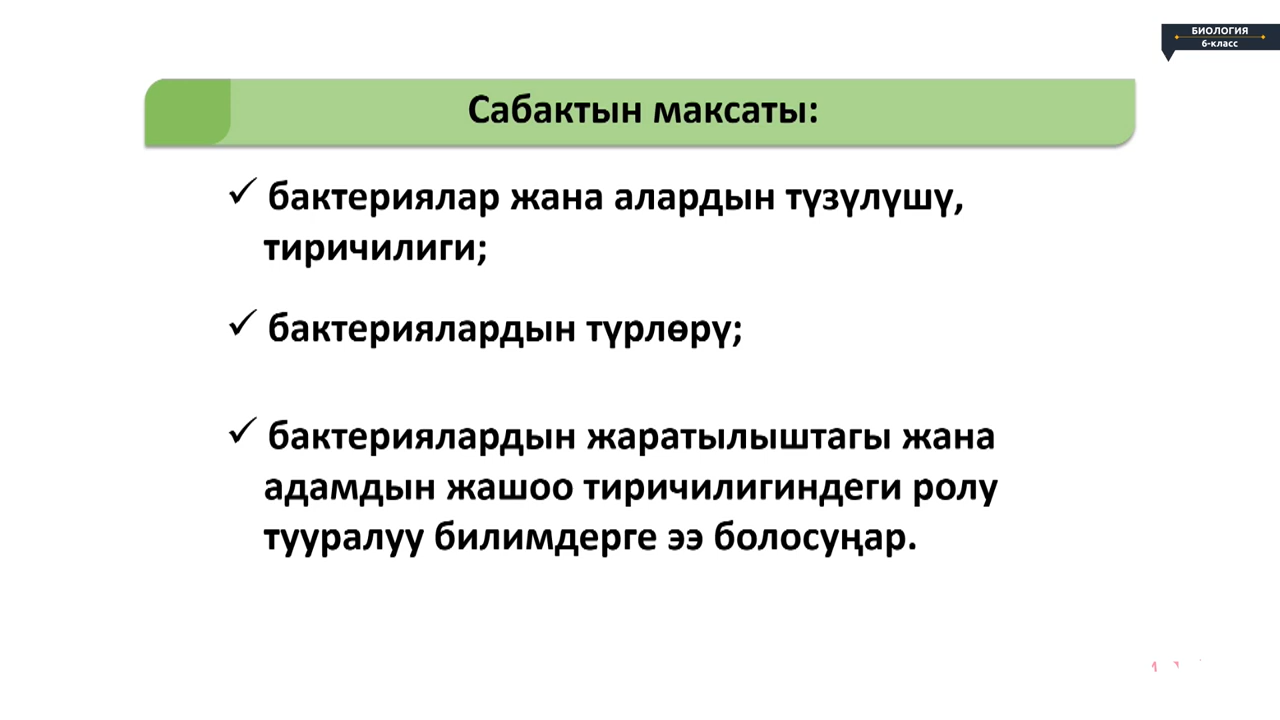 БИОЛОГИЯ
6-класс
Сабактын максаты:
✓ бактериялар жана алардын түзүлүшү,
тиричилиги;
✓ бактериялардын түрлөрү;
✓ бактериялардын жаратылыштагы жана
адамдын жашоо тиричилигиндеги ролу
тууралуу билимдерге ээ болосуңар.